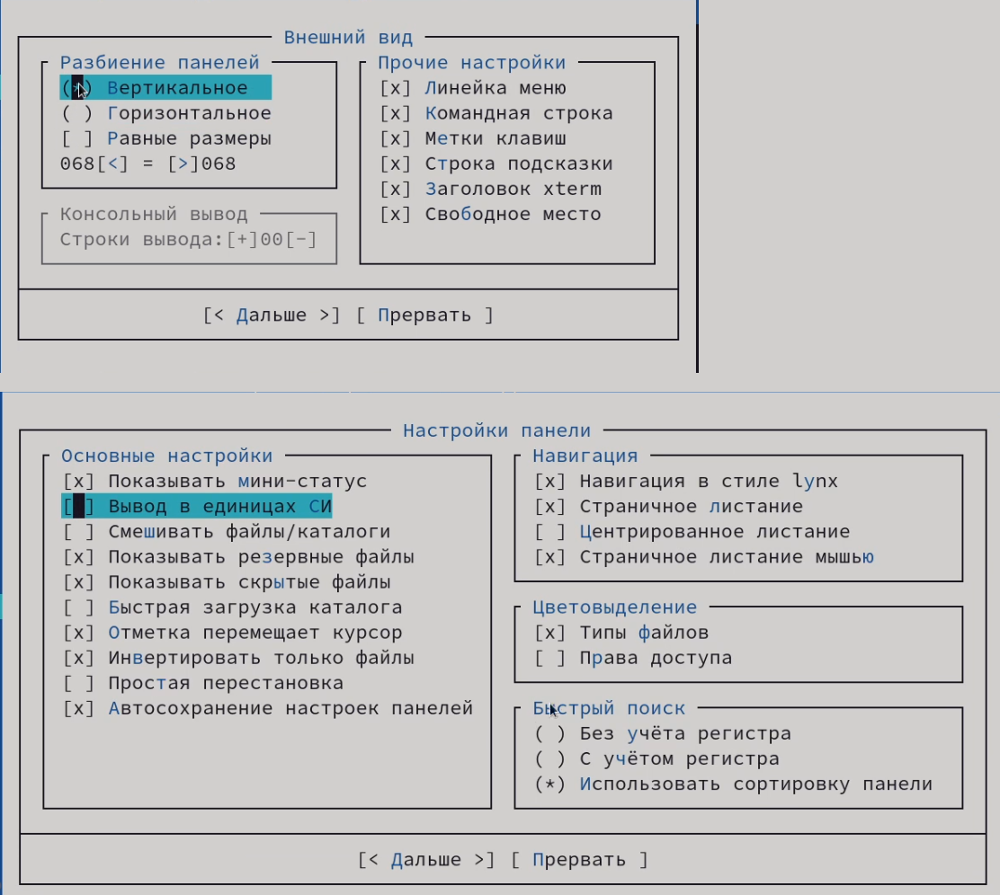 Внешний вид
Разбиение панелей
(*) Вертикальное
( ) Горизонтальное
[ ] Равные размеры
068[<] = [>]068
Консольный вывод
Строки вывода:[+]00[-]
Прочие настройки
[x] Линейка меню
[x] Командная строка
[x] Метки клавиш
[x] Строка подсказки
[x] Заголовок xterm
[x] Свободное место
[< Дальше >] [ Прервать ]
Настройки панели
Основные настройки
[x] Показывать мини-статус
[ ] Вывод в единицах СИ
[ ] Смешивать файлы/каталоги
[x] Показывать резервные файлы
[x] Показывать скрытые файлы
[ ] Быстрая загрузка каталога
[x] Отметка перемещает курсор
[x] Инвертировать только файлы
[ ] Простая перестановка
[x] Автосохранение настроек панелей
Навигация
[x] Навигация в стиле lynx
[x] Страничное листание
[ ] Центрированное листание
[x] Страничное листание мышью
Цветовыделение
[x] Типы файлов
[ ] Права доступа
Быстрый поиск
( ) Без учёта регистра
( ) С учётом регистра
(*) Использовать сортировку панели
[< Дальше >] [ Прервать ]